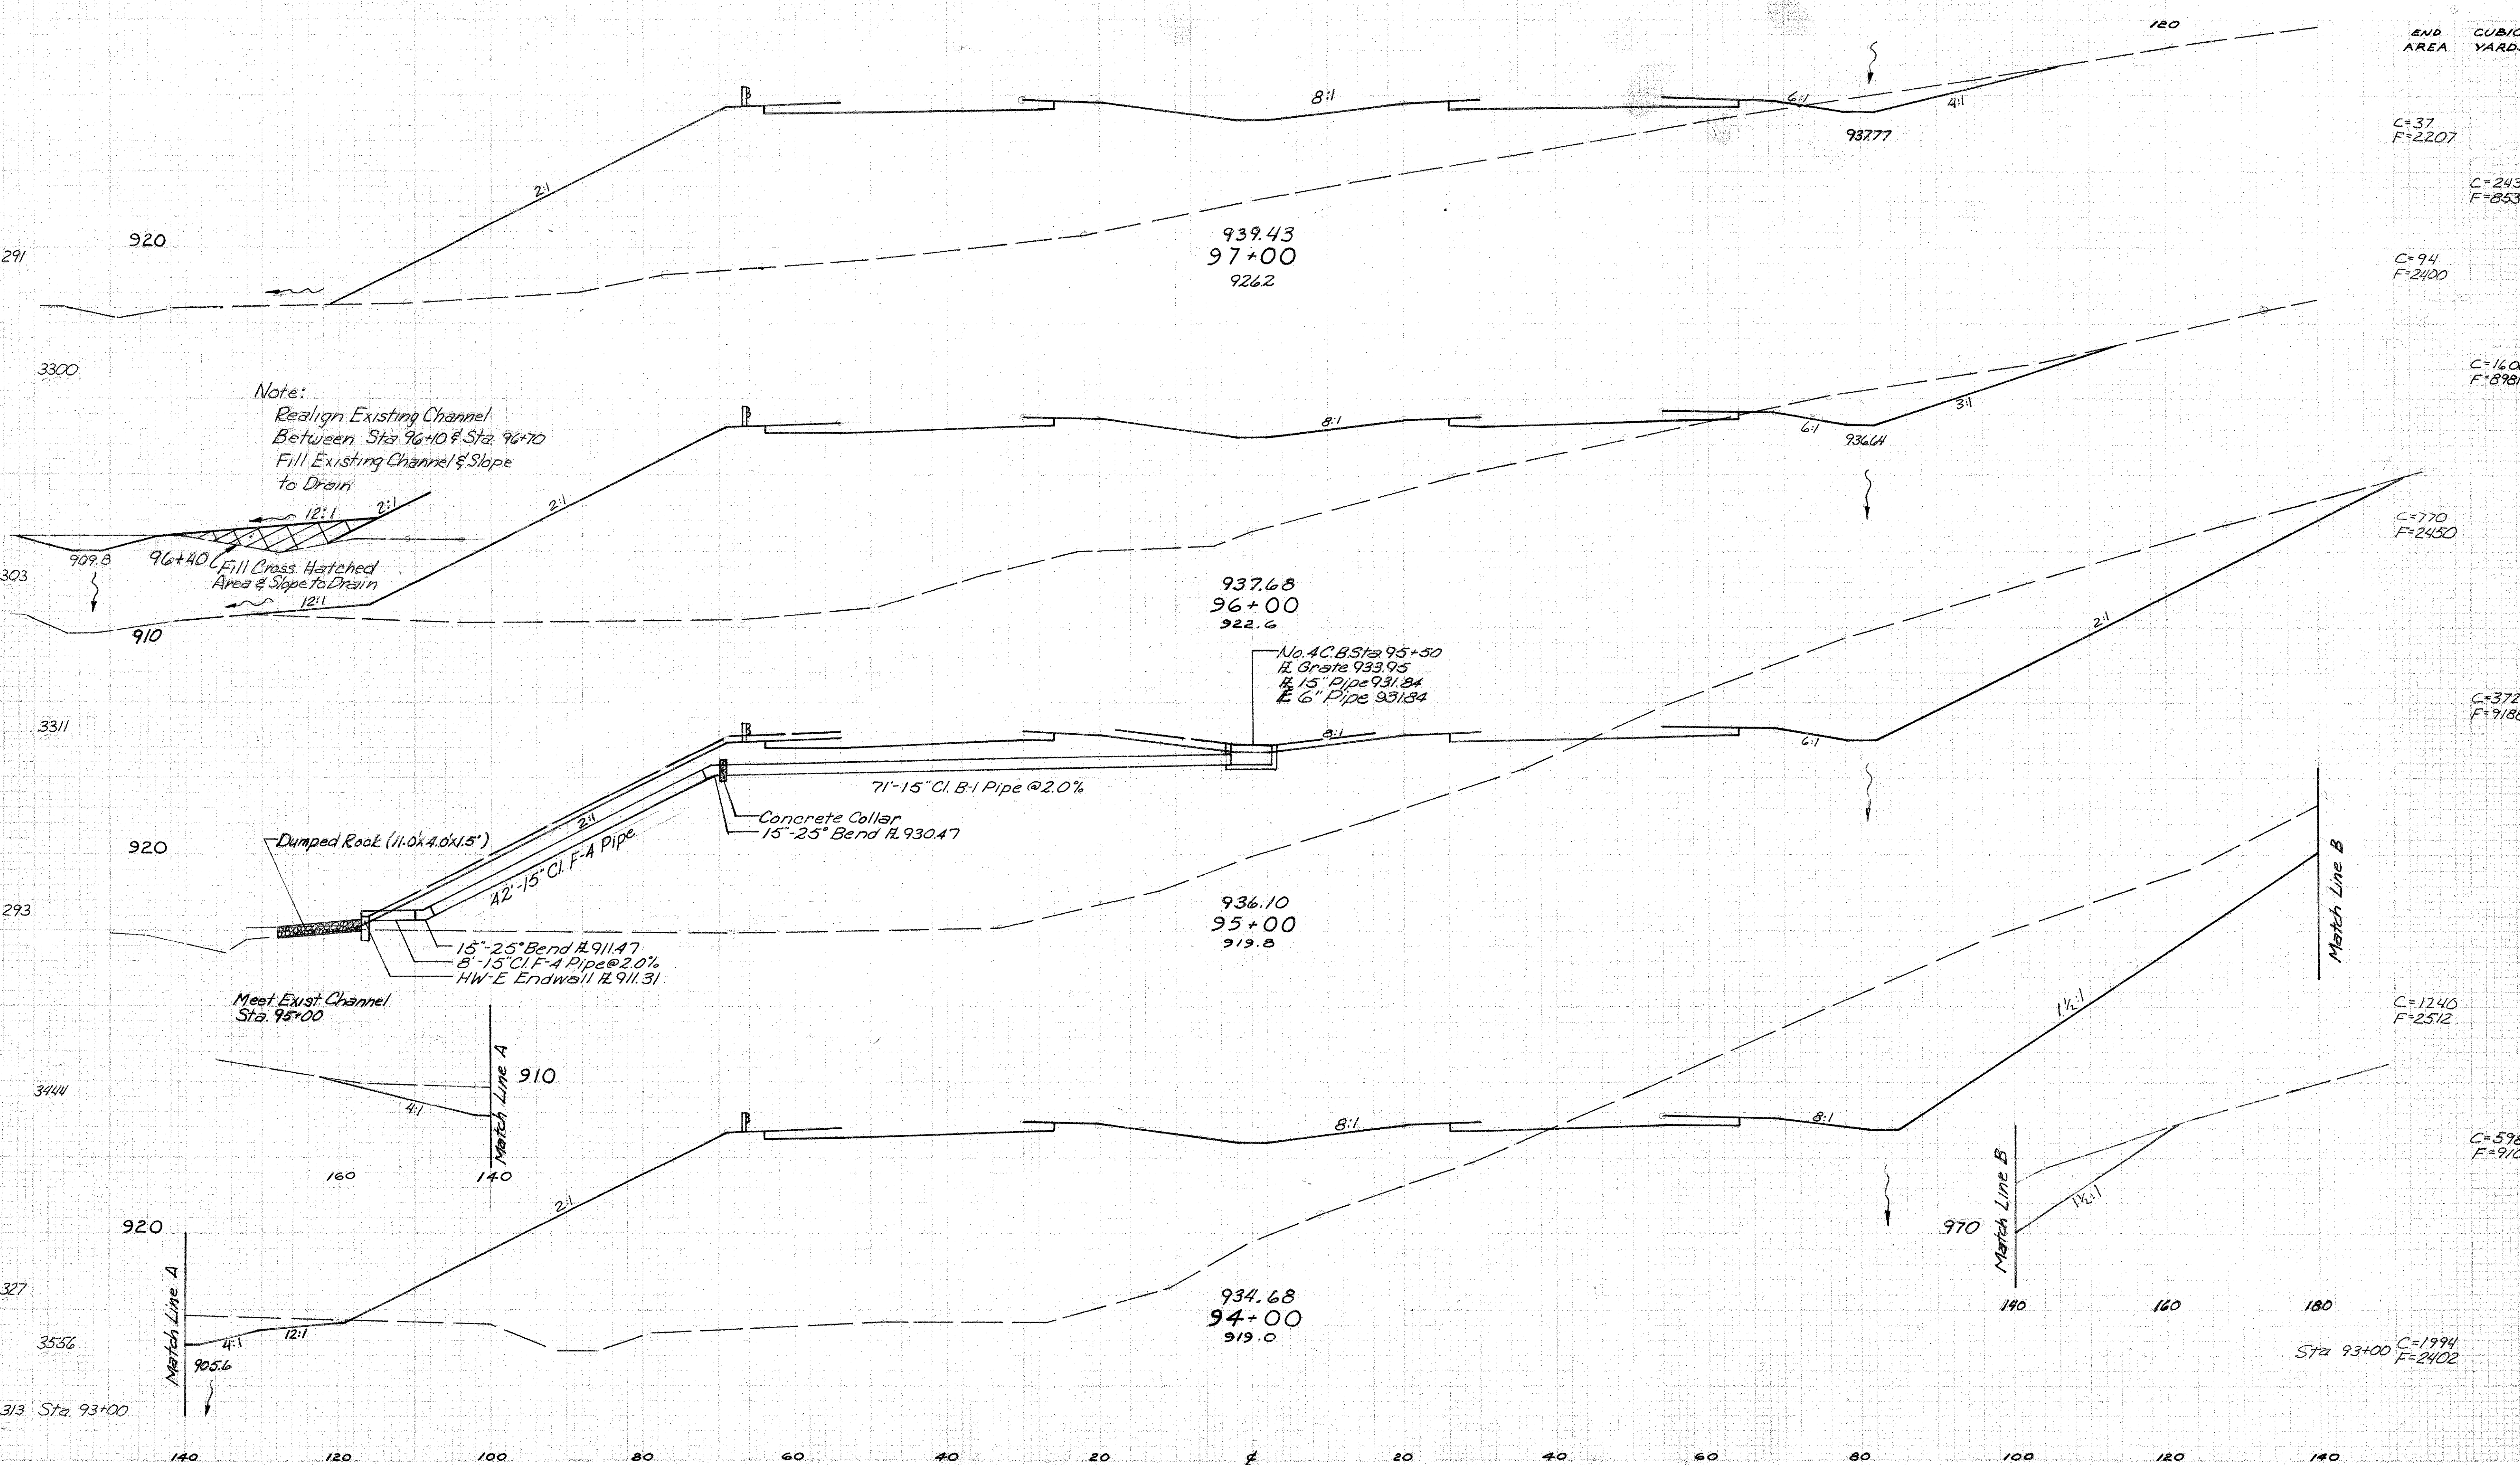 120
END CUBIC
AREA YARDS
B
8:1
6:1
4:1
937.77
C=37
F=2207
2:1
C=243
F=853
920
939.43
97+00
926.2
291
C=94
F=2400
3300
C=160
F=8981
Note:
Realign Existing Channel
Between Sta 96+10 & Sta. 96+70
Fill Existing Channel & Slope
to Drain
B
8:1
6:1
3:1
936.64
2:1
12:1
2:1
909.8
96+40
Fill Cross Hatched
Area & Slope to Drain
12:1
303
910
C=770
F=2450
937.68
96+00
922.6
2:1
No. 4 C.B. Sta. 95+50
Grate 933.95
15" Pipe 931.84
6" Pipe 931.84
3311
C=372
F=9188
B
8:1
6:1
71'-15" Cl. B-1 Pipe @ 2.0%
Concrete Collar
15"-25° Bend 930.47
2:1
42'-15" Cl. F-4 Pipe
Dumped Rock (11.0'x4.0'x1.5')
920
Match Line B
293
936.10
95+00
919.8
15"-25° Bend 911.47
8'-15" Cl. F-4 Pipe @ 2.0%
HW-E Endwall 911.31
Meet Exist. Channel
Sta. 95+00
1½:1
C=1240
F=2512
Match Line A
910
3444
4:1
B
8:1
8:1
C=598
F=910
160
140
2:1
Match Line B
1½:1
920
970
Match Line A
327
934.68
94+00
919.0
140 160 180
3556
4:1
12:1
905.6
Sta 93+00
C=1994
F=2402
313 Sta. 93+00
140 120 100 80 60 40 20 ℄ 20 40 60 80 100 120 140